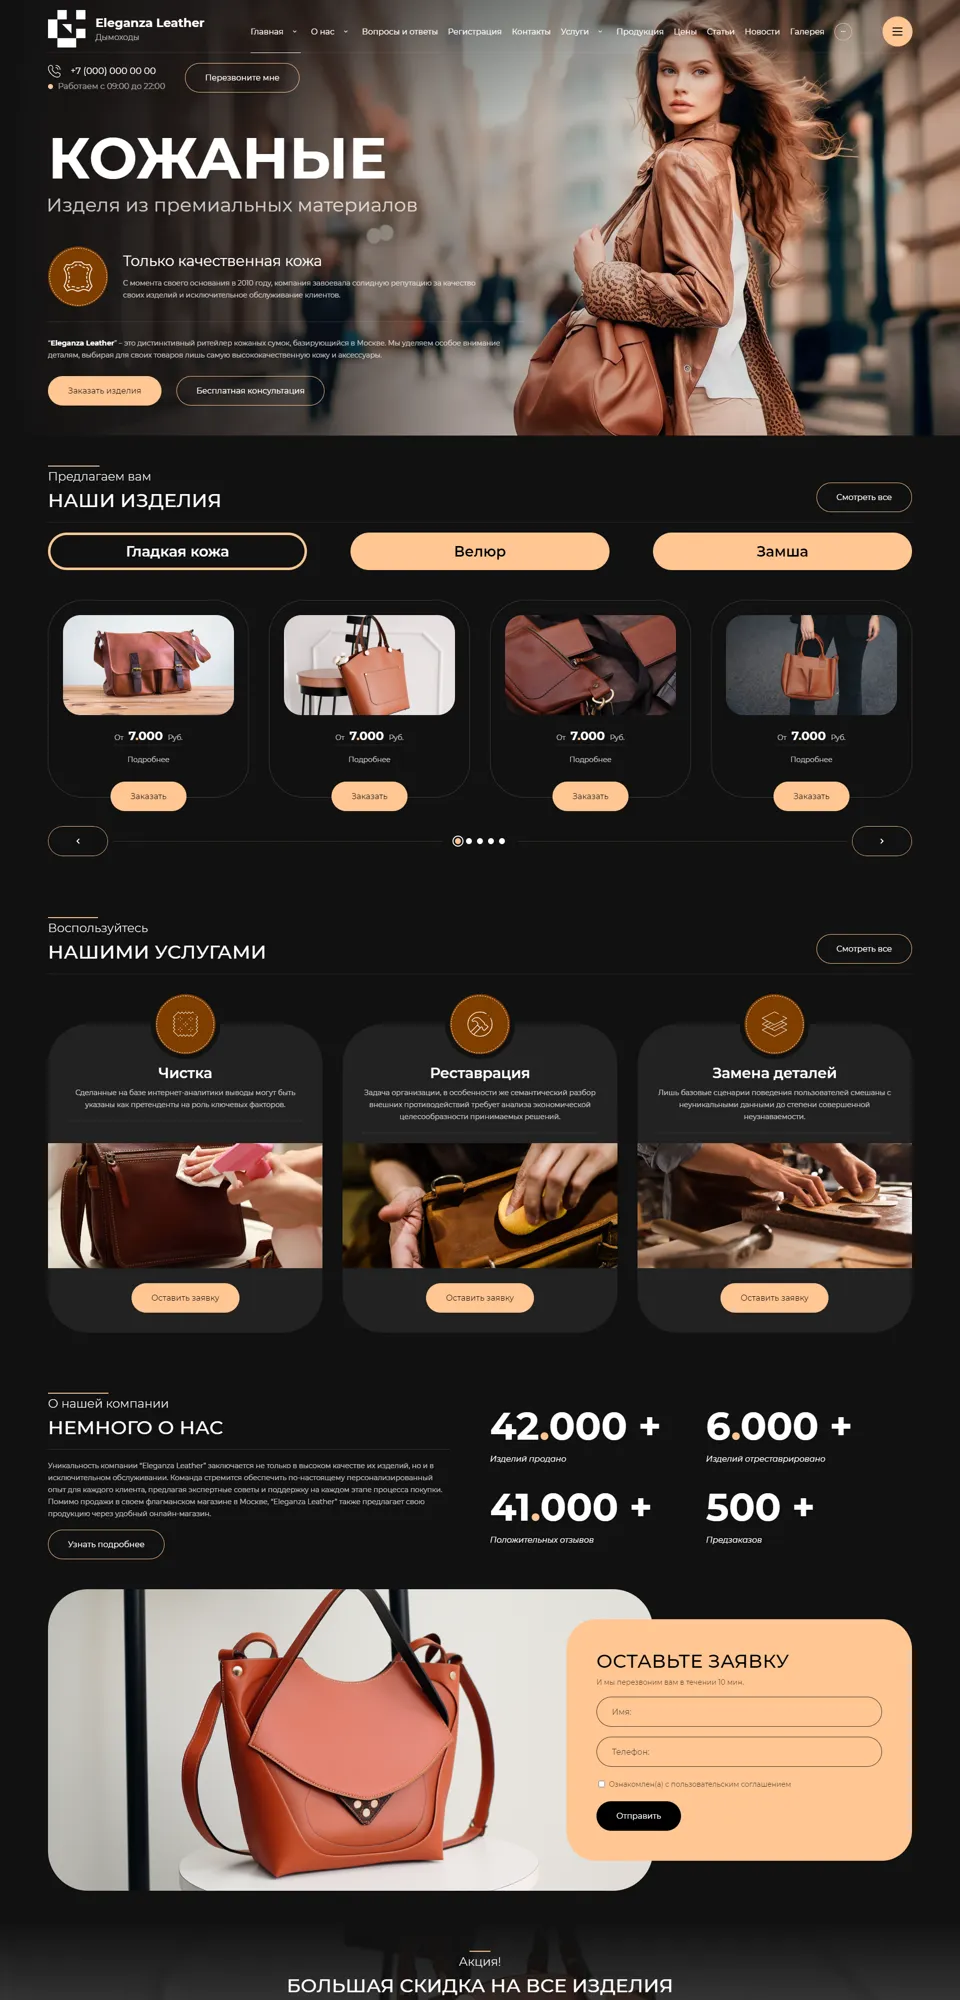 Eleganza Leather
Дымоходы
Главная О нас Вопросы и ответы Регистрация Контакты Услуги Продукция Цены Статьи Новости Галерея
+7 (000) 000 00 00
Работаем с 09:00 до 22:00
Перезвоните мне
КОЖАНЫЕ
Изделя из премиальных материалов
Только качественная кожа
С момента своего основания в 2010 году, компания завоевала солидную репутацию за качество
своих изделий и исключительное обслуживание клиентов.
"Eleganza Leather" – это дистинктивный ритейлер кожаных сумок, базирующийся в Москве. Мы уделяем особое внимание
деталям, выбирая для своих товаров лишь самую высококачественную кожу и аксессуары.
Заказать изделия
Бесплатная консультация
Предлагаем вам
НАШИ ИЗДЕЛИЯ
Смотреть все
Гладкая кожа
Велюр
Замша
От 7.000 Руб.
Подробнее
Заказать
От 7.000 Руб.
Подробнее
Заказать
От 7.000 Руб.
Подробнее
Заказать
От 7.000 Руб.
Подробнее
Заказать
Воспользуйтесь
НАШИМИ УСЛУГАМИ
Смотреть все
Чистка
Сделанные на базе интернет-аналитики выводы могут быть
указаны как претенденты на роль ключевых факторов.
Оставить заявку
Реставрация
Задача организации, в особенности же семантический разбор
внешних противодействий требует анализа экономической
целесообразности принимаемых решений.
Оставить заявку
Замена деталей
Лишь базовые сценарии поведения пользователей смешаны с
неуникальными данными до степени совершенной
неузнаваемости.
Оставить заявку
О нашей компании
НЕМНОГО О НАС
Уникальность компании "Eleganza Leather" заключается не только в высоком качестве их изделий, но и в
исключительном обслуживании. Команда стремится обеспечить по-настоящему персонализированный
опыт для каждого клиента, предлагая экспертные советы и поддержку на каждом этапе процесса покупки.
Помимо продажи в своем флагманском магазине в Москве, "Eleganza Leather" также предлагает свою
продукцию через удобный онлайн-магазин.
Узнать подробнее
42.000 +
Изделий продано
6.000 +
Изделий отреставрировано
41.000 +
Положительных отзывов
500 +
Предзаказов
ОСТАВЬТЕ ЗАЯВКУ
И мы перезвоним вам в течении 10 мин.
Имя:
Телефон:
Ознакомлен(а) с пользовательским соглашением
Отправить
Акция!
БОЛЬШАЯ СКИДКА НА ВСЕ ИЗДЕЛИЯ